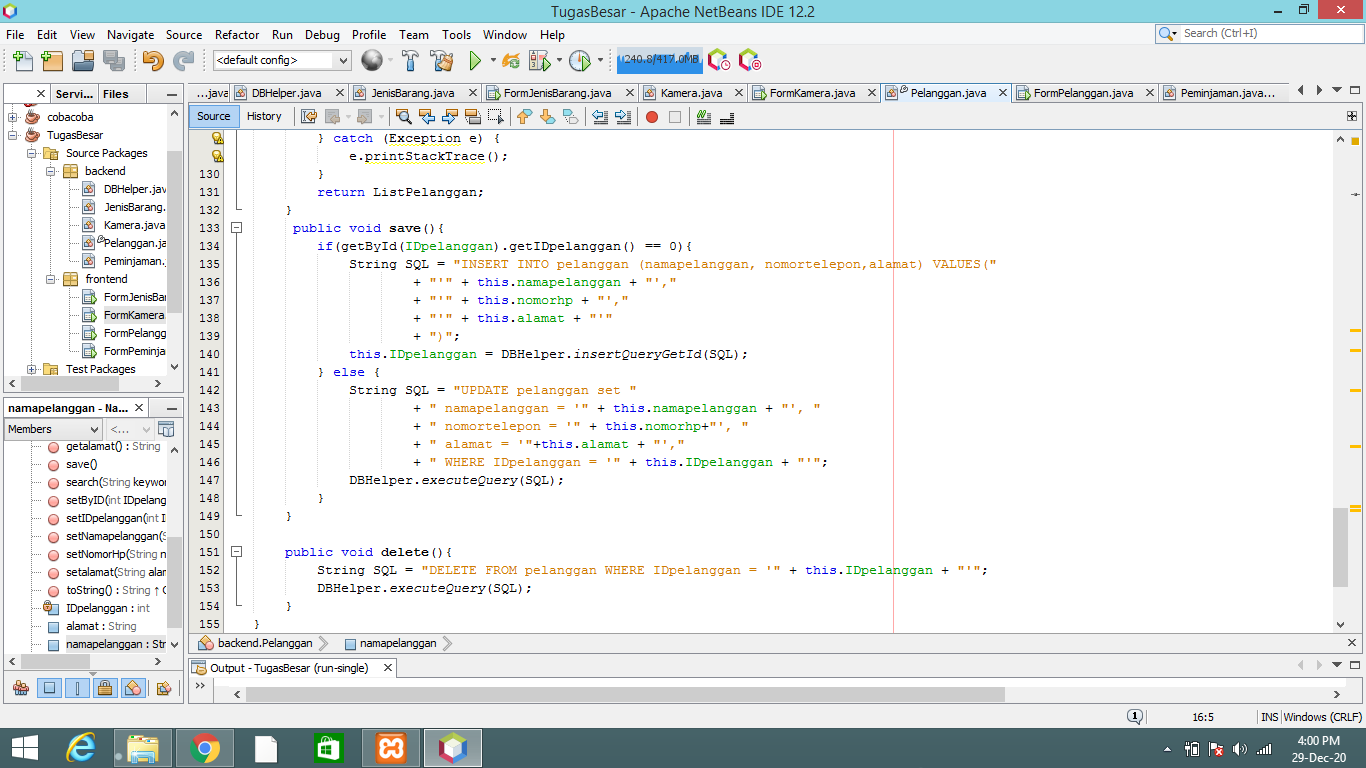 TugasBesar - Apache NetBeans IDE 12.2
File Edit View Navigate Source Refactor Run Debug Profile Team Tools Window Help
Search (Ctrl+I)
<default config>
240.8/417.0MB
Servi... Files
...java DBHelper.java JenisBarang.java FormJenisBarang.java Kamera.java FormKamera.java Pelanggan.java FormPelanggan.java Peminjaman.java...
Source History
cobacoba
TugasBesar
Source Packages
backend
DBHelper.jav
JenisBarang.
Kamera.java
Pelanggan.ja
Peminjaman.
frontend
FormJenisBar
FormKamera.
FormPelangg
FormPeminja
Test Packages
} catch (Exception e) {
e.printStackTrace();
130 }
131 return ListPelanggan;
132 }
133 public void save(){
134 if(getById(IDpelanggan).getIDpelanggan() == 0){
135 String SQL = "INSERT INTO pelanggan (namapelanggan, nomortelepon,alamat) VALUES("
136 + "'" + this.namapelanggan + "',"
137 + "'" + this.nomorhp + "',"
138 + "'" + this.alamat + "'"
139 + ")";
140 this.IDpelanggan = DBHelper.insertQueryGetId(SQL);
141 } else {
142 String SQL = "UPDATE pelanggan set "
143 + " namapelanggan = '" + this.namapelanggan + "', "
144 + " nomortelepon = '" + this.nomorhp+"', "
145 + " alamat = '"+this.alamat + "',"
146 + " WHERE IDpelanggan = '" + this.IDpelanggan + "'";
147 DBHelper.executeQuery(SQL);
148 }
149 }
150
151 public void delete(){
152 String SQL = "DELETE FROM pelanggan WHERE IDpelanggan = '" + this.IDpelanggan + "'";
153 DBHelper.executeQuery(SQL);
154 }
155 }
namapelanggan - Na...
Members <...
getalamat() : String
save()
search(String keywor
setByID(int IDpelang
setIDpelanggan(int I
setNamapelanggan(S
setNomorHp(String n
setalamat(String alam
toString() : String ↑ O
IDpelanggan : int
alamat : String
namapelanggan : Str
backend.Pelanggan namapelanggan
Output - TugasBesar (run-single)
1 16:5 INS Windows (CRLF)
4:00 PM
29-Dec-20